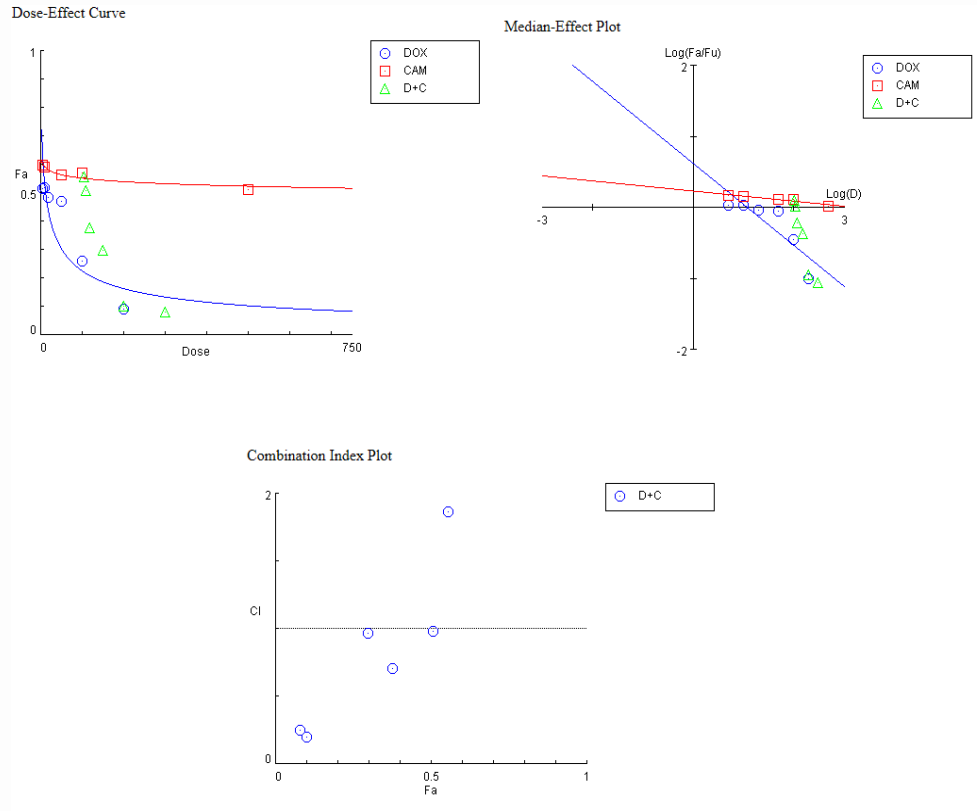 Dose-Effect Curve
1
Fa
0.5
0
0
Dose
750
DOX
CAM
D+C
Median-Effect Plot
Log(Fa/Fu)
2
Log(D)
-3
3
-2
DOX
CAM
D+C
Combination Index Plot
2
CI
0
0
0.5
1
Fa
D+C